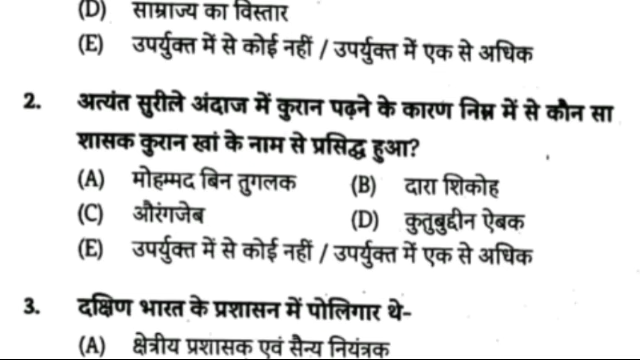 (D) साम्राज्य का विस्तार
(E) उपर्युक्त में से कोई नहीं / उपर्युक्त में एक से अधिक
2. अत्यंत सुरीले अंदाज में कुरान पढ़ने के कारण निम्न में से कौन सा
शासक कुरान खां के नाम से प्रसिद्ध हुआ?
(A) मोहम्मद बिन तुगलक (B) दारा शिकोह
(C) औरंगजेब (D) कुतुबुद्दीन ऐबक
(E) उपर्युक्त में से कोई नहीं / उपर्युक्त में एक से अधिक
3. दक्षिण भारत के प्रशासन में पोलिगार थे-
(A) क्षेत्रीय प्रशासक एवं सैन्य नियंत्रक